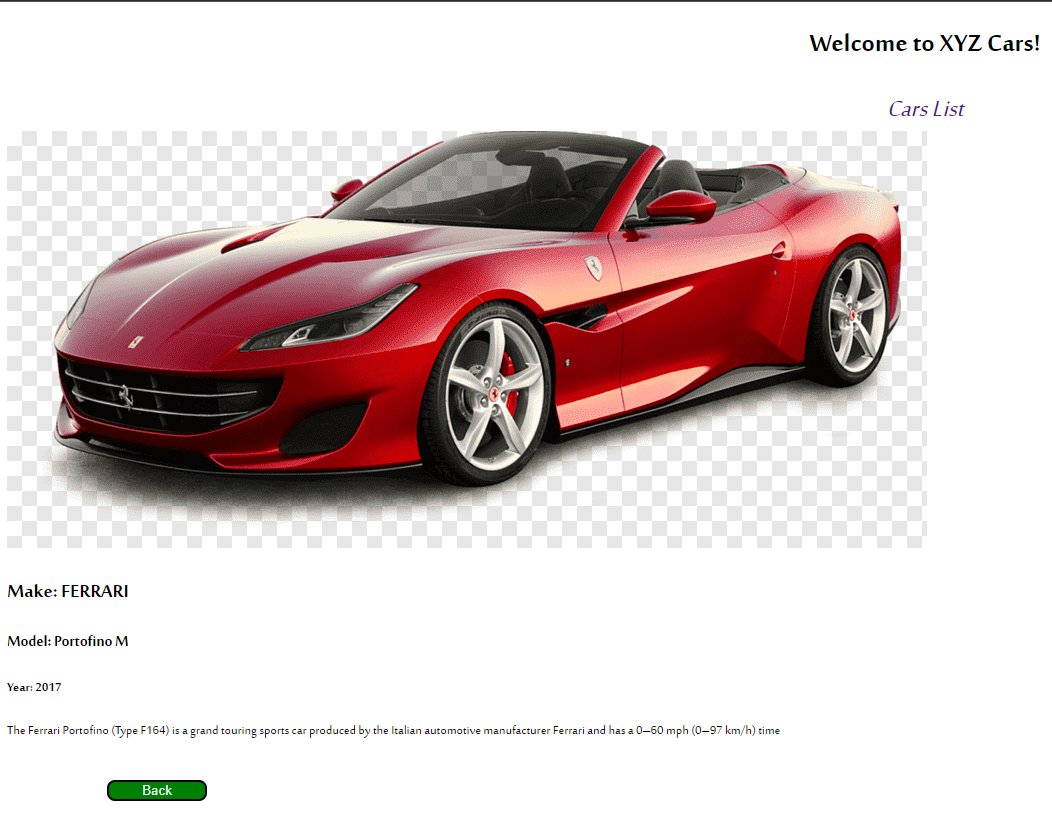 Welcome to XYZ Cars!
Cars List
Make: FERRARI
Model: Portofino M
Year: 2017
The Ferrari Portofino (Type F164) is a grand touring sports car produced by the Italian automotive manufacturer Ferrari and has a 0–60 mph (0–97 km/h) time
Back